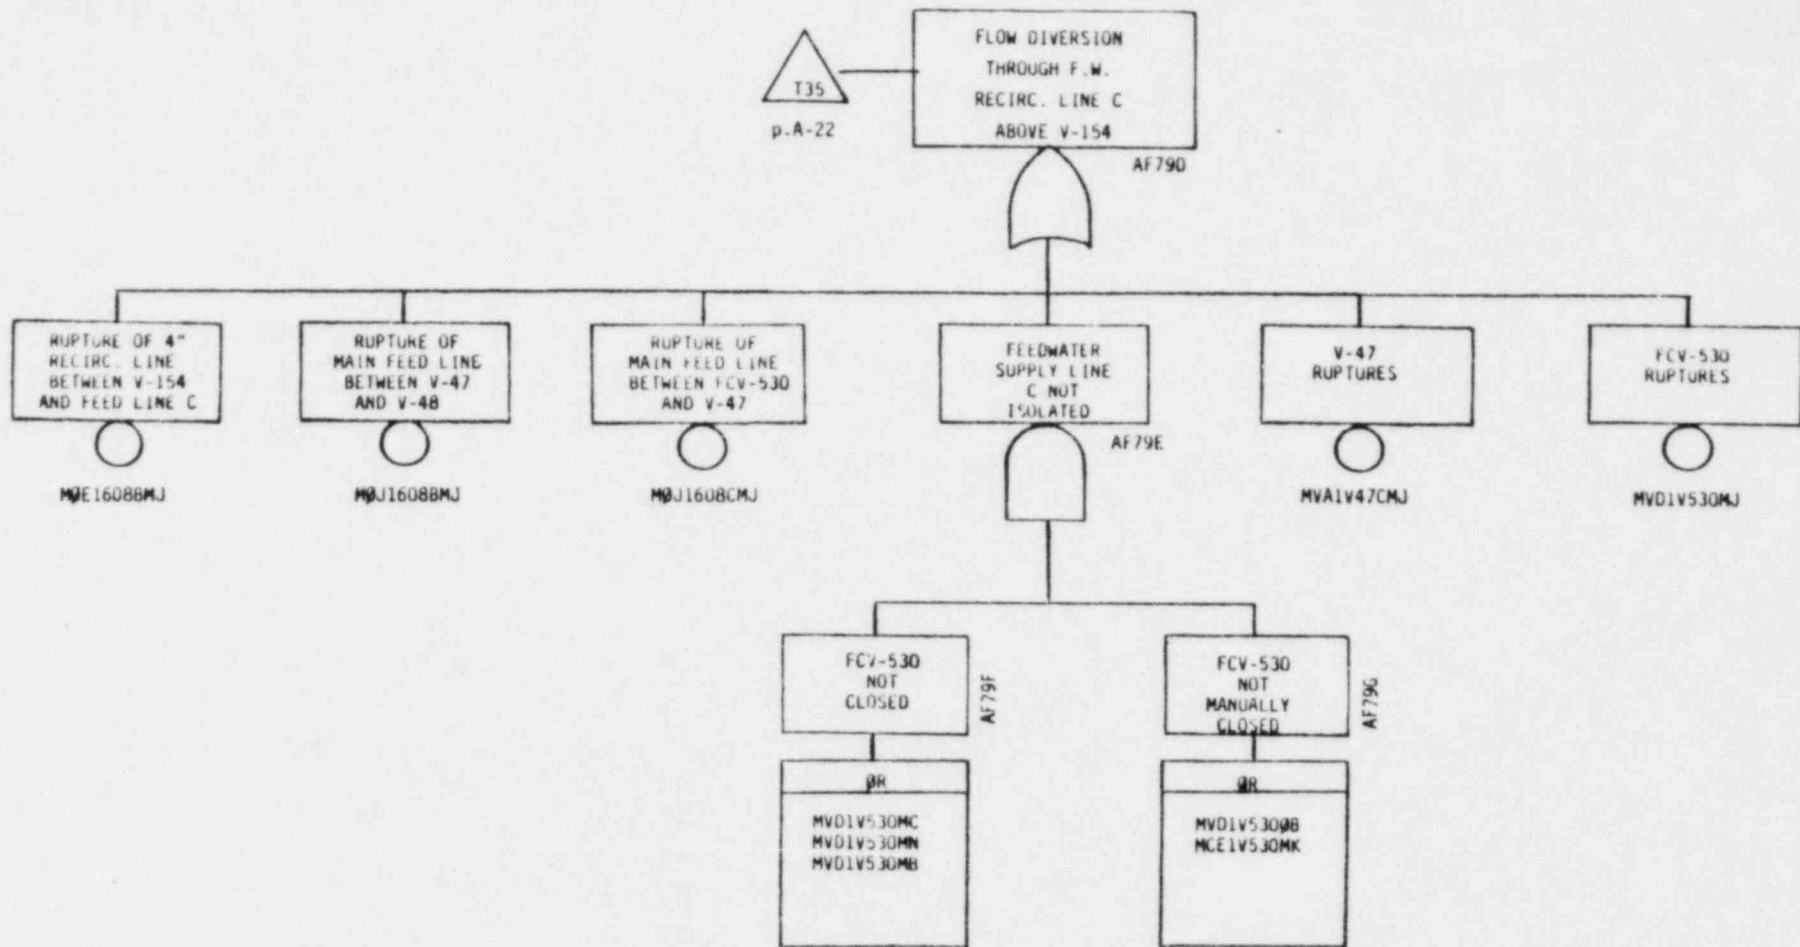 FLOW DIVERSION
THROUGH F.W.
RECIRC. LINE C
ABOVE V-154
T35
p.A-22
AF79D
RUPTURE OF 4"
RECIRC. LINE
BETWEEN V-154
AND FEED LINE C
MØE1608BMJ
RUPTURE OF
MAIN FEED LINE
BETWEEN V-47
AND V-48
MØJ1608BMJ
RUPTURE OF
MAIN FEED LINE
BETWEEN FCV-530
AND V-47
MØJ1608CMJ
FEEDWATER
SUPPLY LINE
C NOT
ISOLATED
AF79E
V-47
RUPTURES
MVA1V47CMJ
FCV-530
RUPTURES
MVD1V530MJ
FCV-530
NOT
CLOSED
AF79F
ØR
MVD1V530MC
MVD1V530MN
MVD1V530MB
FCV-530
NOT
MANUALLY
CLOSED
AF79G
ØR
MVD1V530ØB
MCE1V530MK